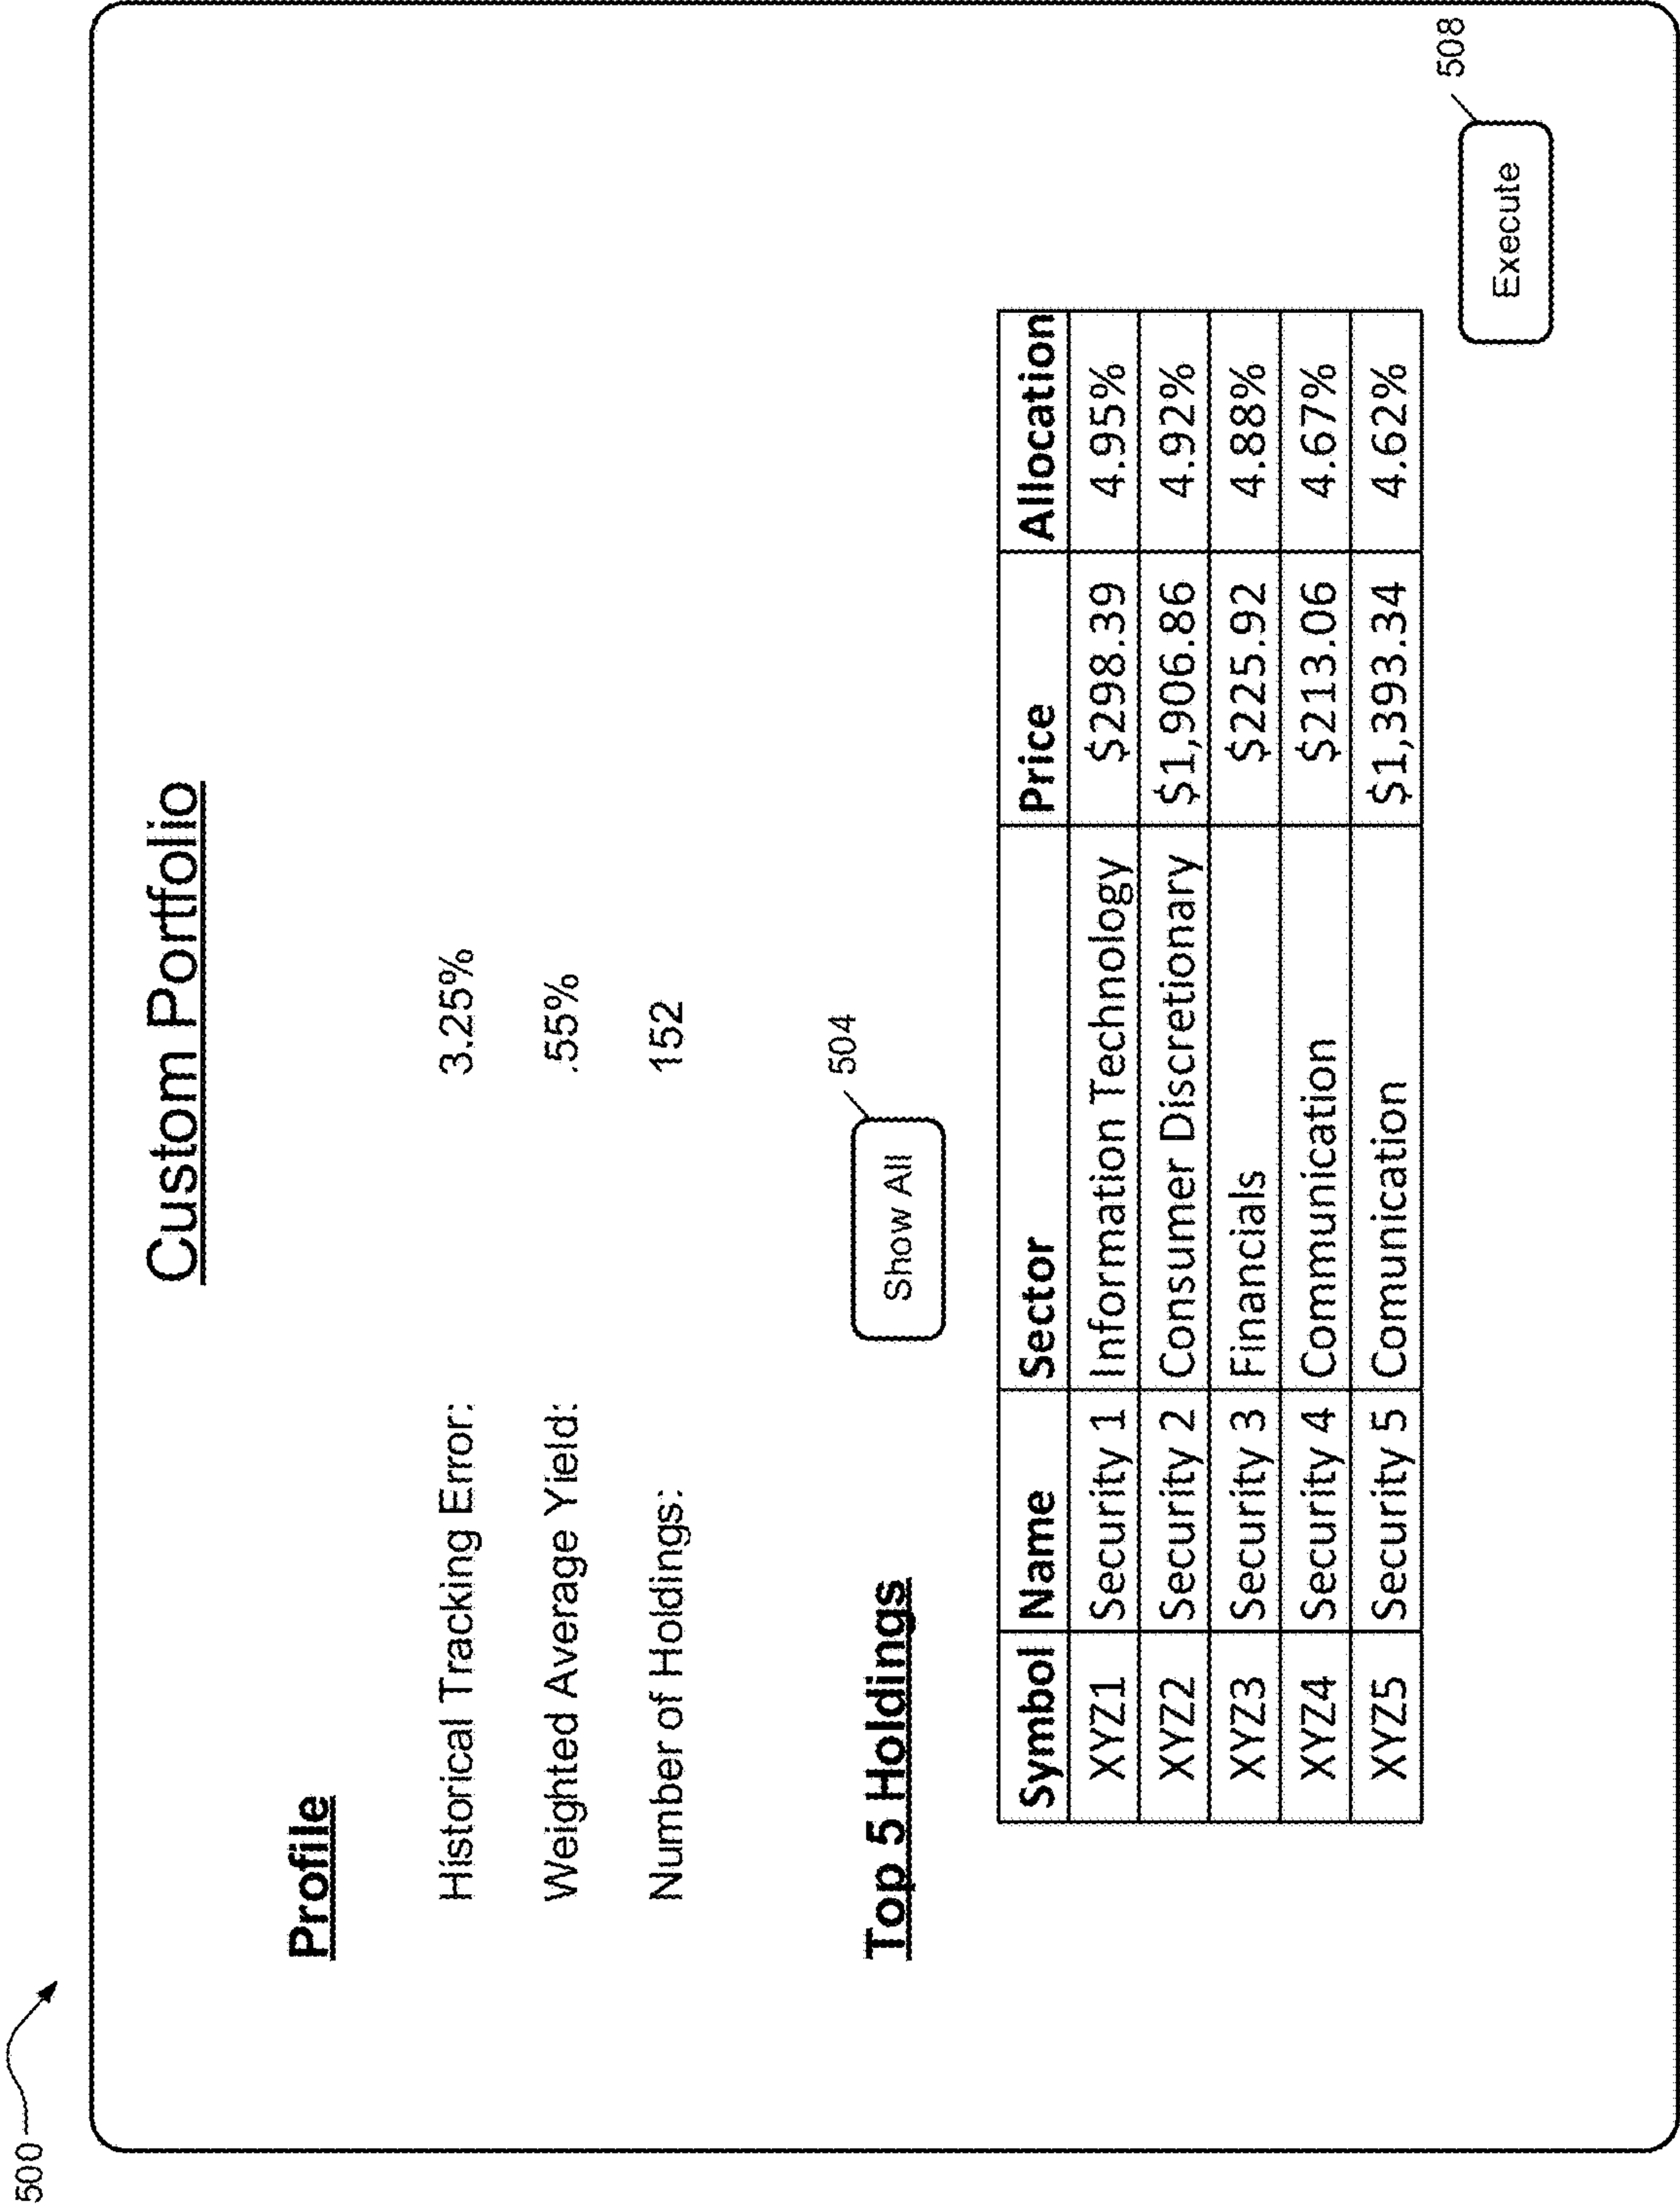 500
Custom Portfolio
Profile
Historical Tracking Error: 3.25%
Weighted Average Yield: .55%
Number of Holdings: 152
504
Top 5 Holdings Show All
Symbol Name Sector Price Allocation
XYZ1 Security 1 Information Technology $298.39 4.95%
XYZ2 Security 2 Consumer Discretionary $1,906.86 4.92%
XYZ3 Security 3 Financials $225.92 4.88%
XYZ4 Security 4 Communication $213.06 4.67%
XYZ5 Security 5 Comunication $1,393.34 4.62%
508
Execute